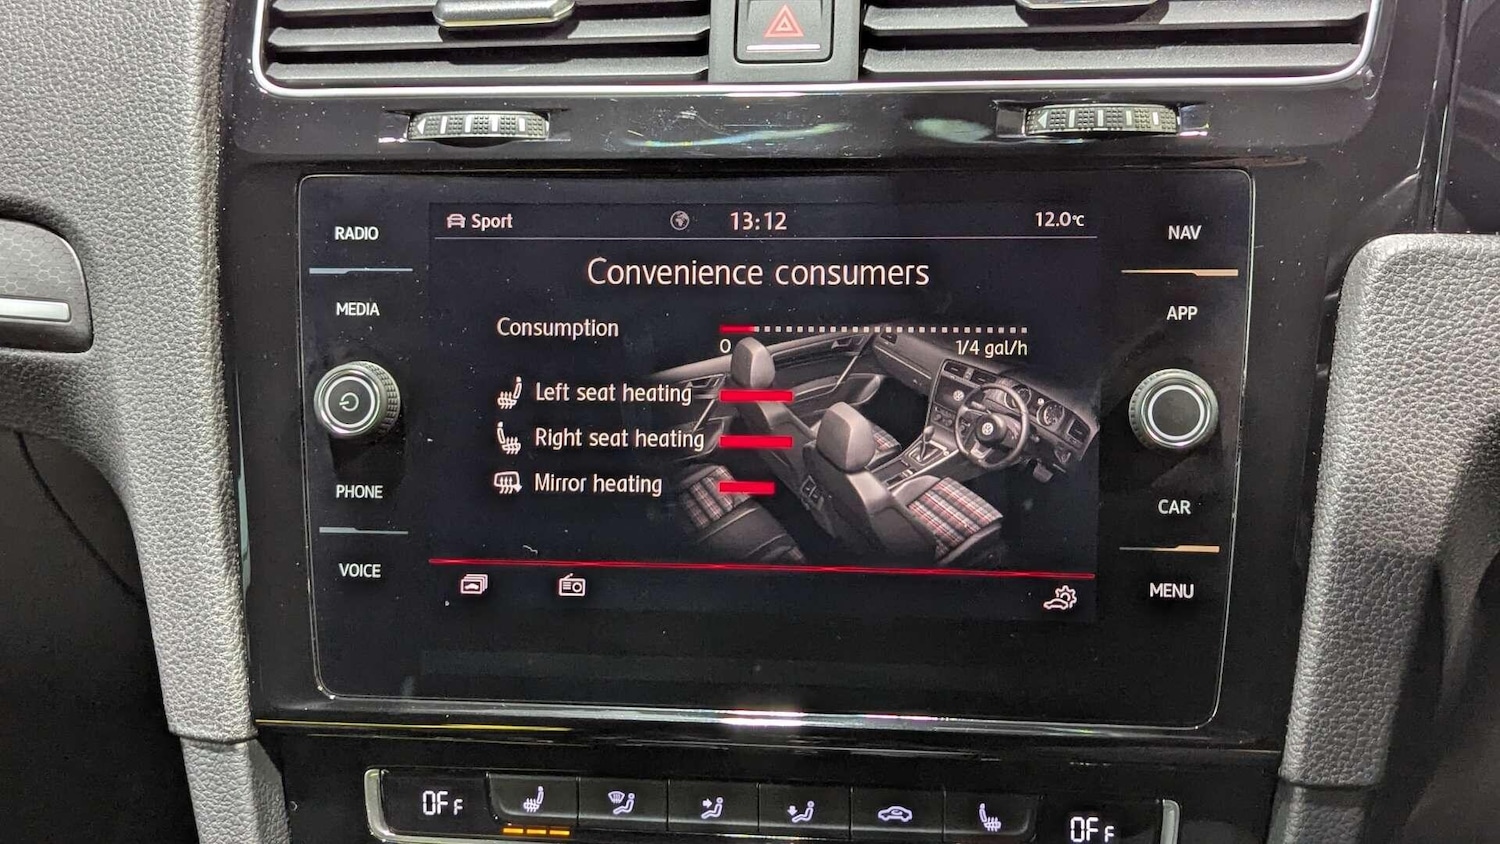 RADIO
MEDIA
PHONE
VOICE
Sport
13:12
12.0°C
Convenience consumers
Consumption
0
1/4 gal/h
Left seat heating
Right seat heating
Mirror heating
NAV
APP
CAR
MENU
OFF
OFF